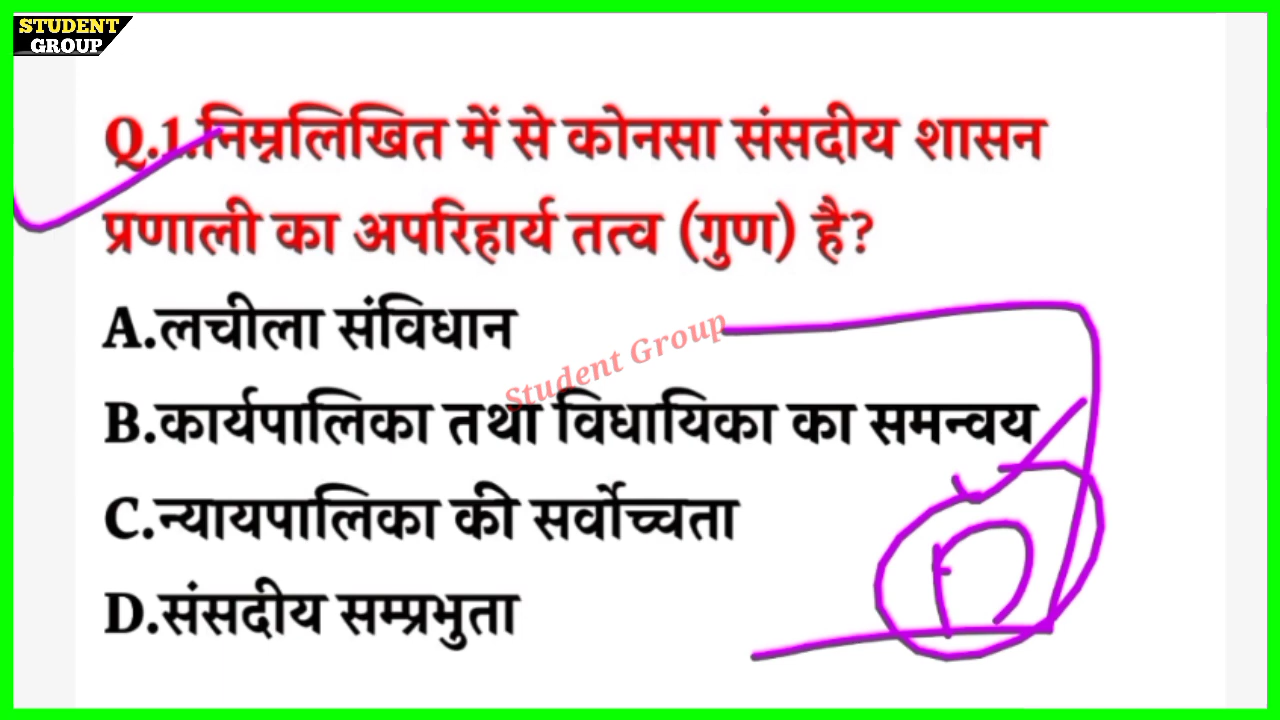 STUDENT
GROUP
Q.1.निम्नलिखित में से कोनसा संसदीय शासन
प्रणाली का अपरिहार्य तत्व (गुण) है?
A.लचीला संविधान
Student Group
B.कार्यपालिका तथा विधायिका का समन्वय
C.न्यायपालिका की सर्वोच्चता
D.संसदीय सम्प्रभुता